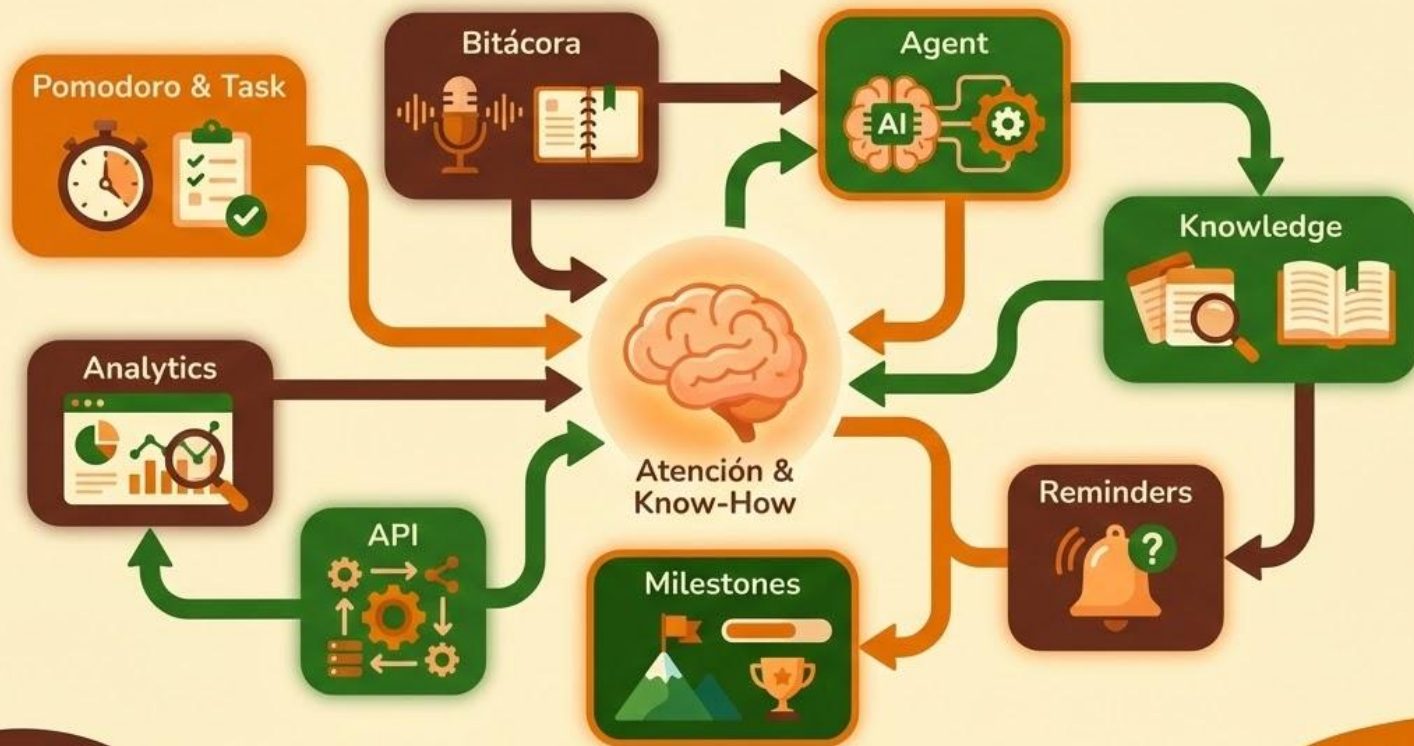 Bitácora
Agent
Pomodoro & Task
AI
Knowledge
Analytics
Atención &
Know-How
Reminders
?
API
Milestones